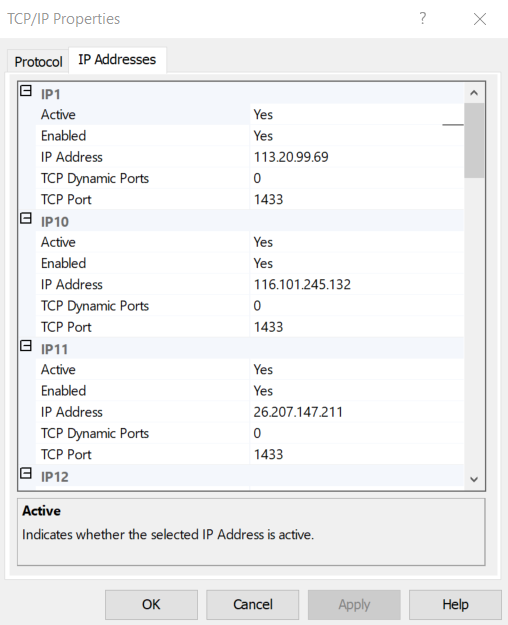 TCP/IP Properties ?
Protocol IP Addresses
IP1
Active Yes
Enabled Yes
IP Address 113.20.99.69
TCP Dynamic Ports 0
TCP Port 1433
IP10
Active Yes
Enabled Yes
IP Address 116.101.245.132
TCP Dynamic Ports 0
TCP Port 1433
IP11
Active Yes
Enabled Yes
IP Address 26.207.147.211
TCP Dynamic Ports 0
TCP Port 1433
IP12
Active
Indicates whether the selected IP Address is active.
OK Cancel Apply Help